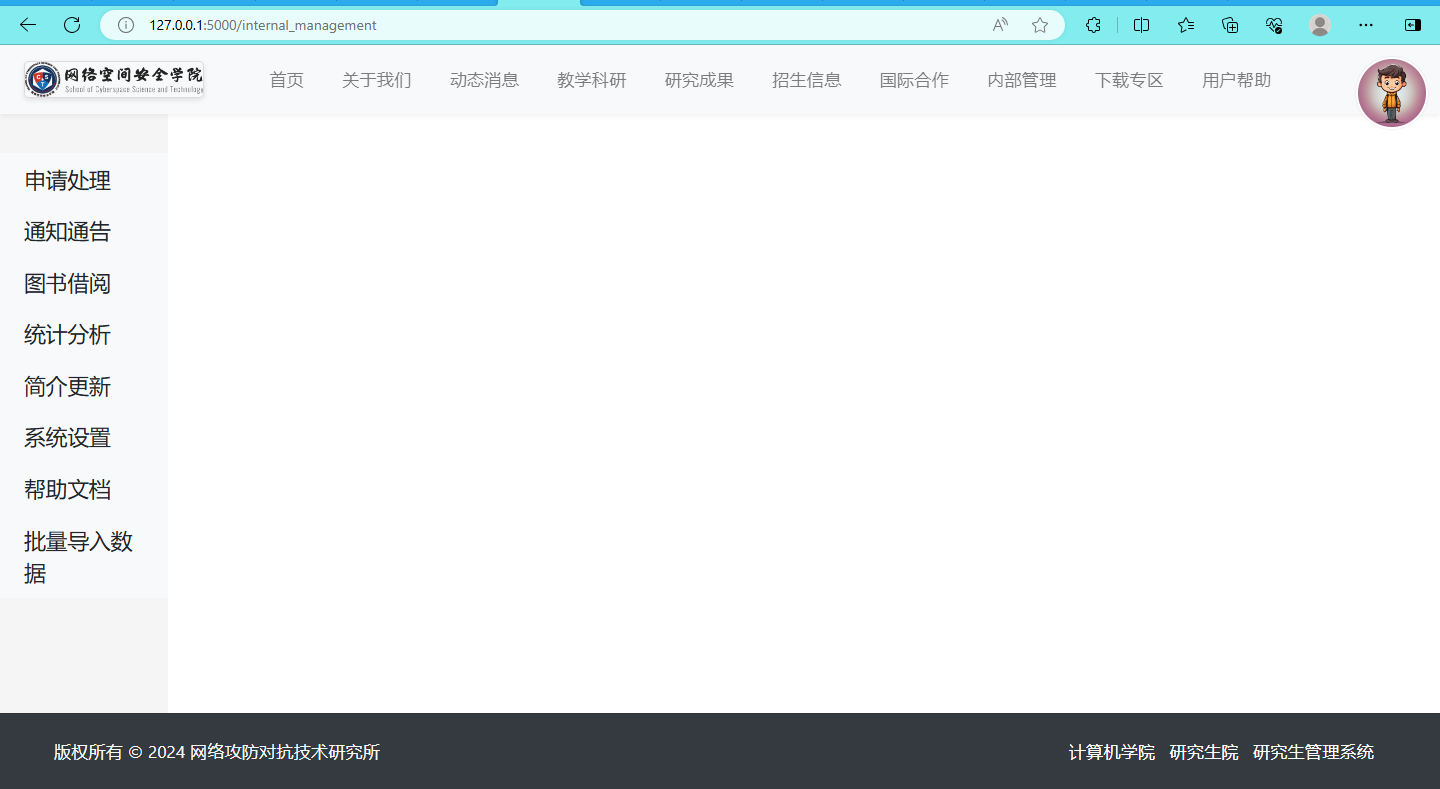 127.0.0.1:5000/internal_management
网络空间安全学院
School of Cyberspace Science and Technology
首页 关于我们 动态消息 教学科研 研究成果 招生信息 国际合作 内部管理 下载专区 用户帮助
申请处理
通知通告
图书借阅
统计分析
简介更新
系统设置
帮助文档
批量导入数
据
版权所有 © 2024 网络攻防对抗技术研究所
计算机学院 研究生院 研究生管理系统